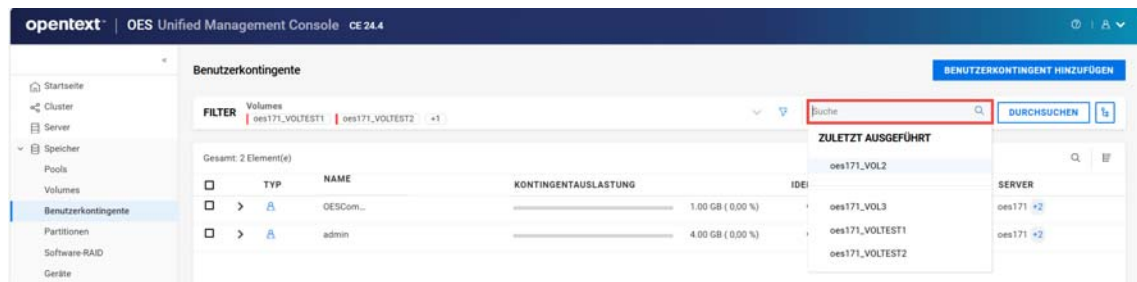 opentext™ | OES Unified Management Console CE 24.4
Benutzerkontingente
BENUTZERKONTINGENT HINZUFÜGEN
Startseite
Cluster
Server
Speicher
Pools
Volumes
Benutzerkontingente
Partitionen
Software-RAID
Geräte
FILTER Volumes
oes171_VOLTEST1 oes171_VOLTEST2 +1
Suche
DURCHSUCHEN
ZULETZT AUSGEFÜHRT
oes171_VOL2
oes171_VOL3
oes171_VOLTEST1
oes171_VOLTEST2
Gesamt: 2 Element(e)
TYP NAME KONTINGENTAUSLASTUNG SERVER
OESCom... 1.00 GB ( 0,00 %) oes171 +2
admin 4.00 GB ( 0,00 %) oes171 +2